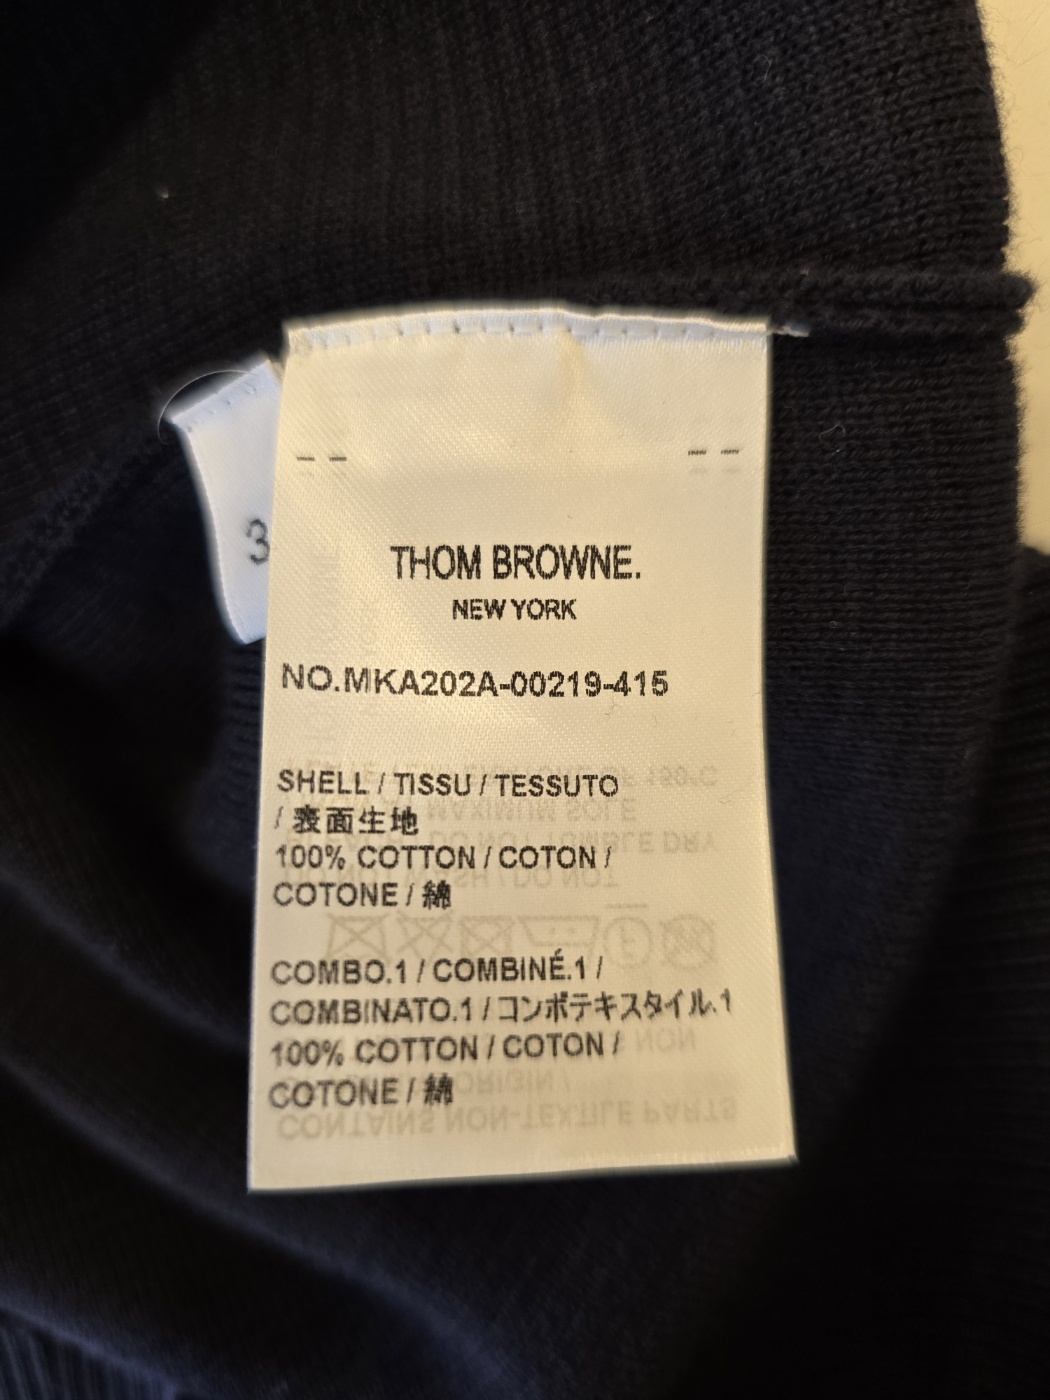 3
THOM BROWNE.
NEW YORK
NO.MKA202A-00219-415
SHELL / TISSU / TESSUTO
/ 表面生地
100% COTTON / COTON /
COTONE / 綿
COMBO.1 / COMBINÉ.1 /
COMBINATO.1 / コンポテキスタイル.1
100% COTTON / COTON /
COTONE / 綿